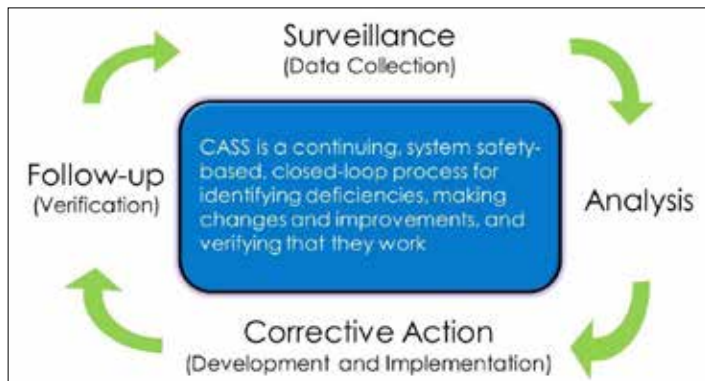 Surveillance
(Data Collection)
CASS is a continuing, system safety-
based, closed-loop process for
identifying deficiencies, making
changes and improvements, and
verifying that they work
Follow-up
(Verification)
Analysis
Corrective Action
(Development and Implementation)